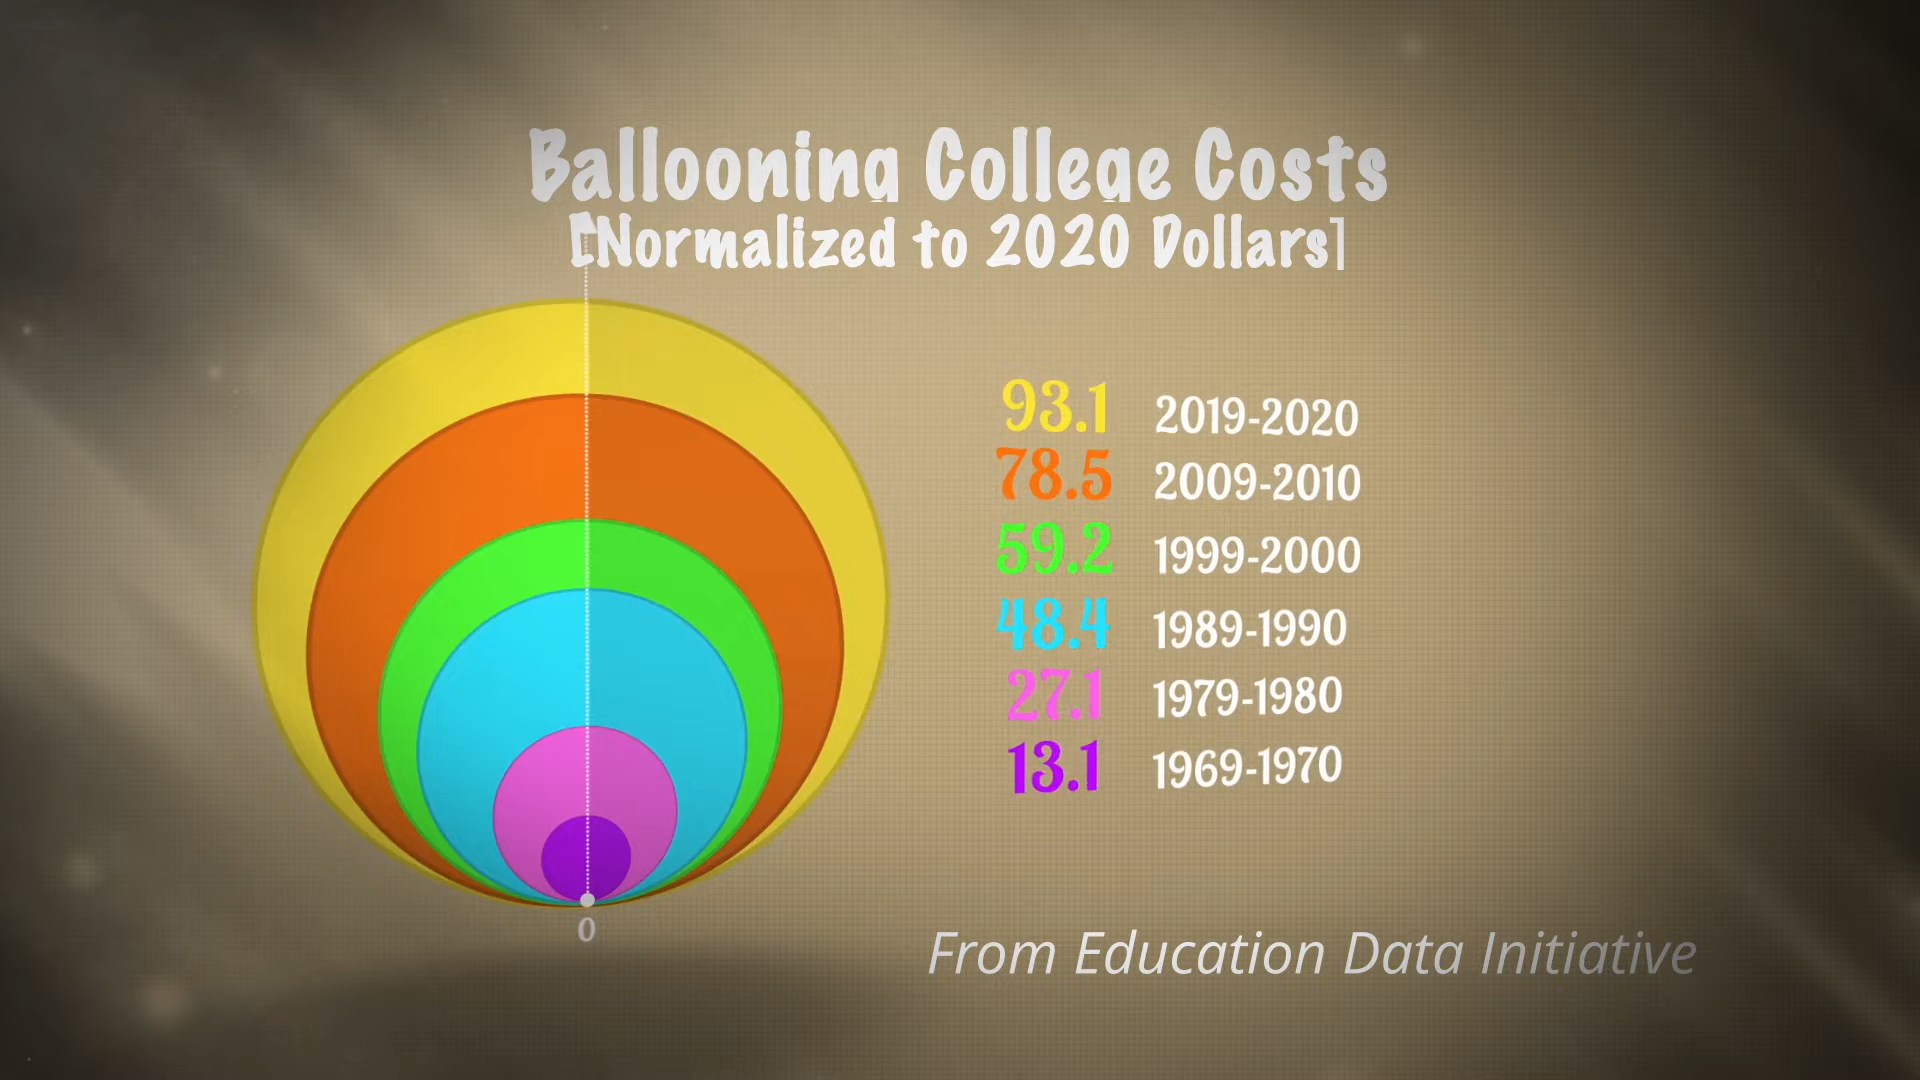 Ballooning College Costs
[Normalized to 2020 Dollars]
93.1 2019-2020
78.5 2009-2010
59.2 1999-2000
48.4 1989-1990
27.1 1979-1980
13.1 1969-1970
0
From Education Data Initiative